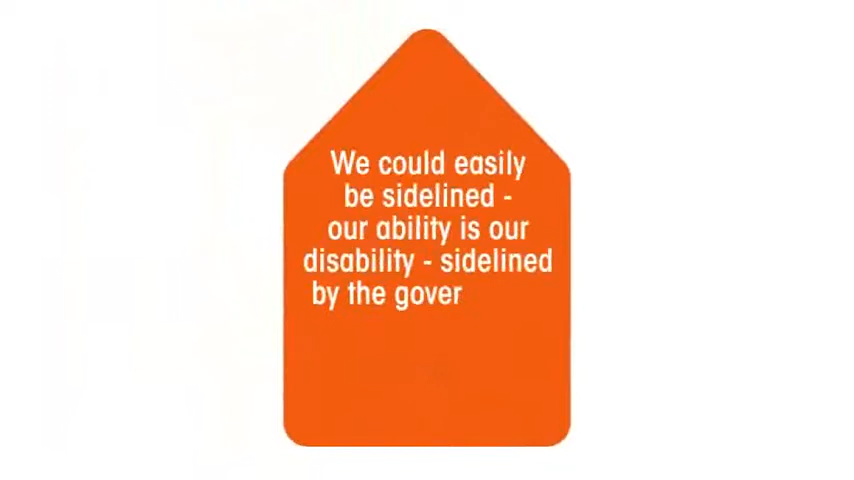 We could easily
be sidelined -
our ability is our
disability - sidelined
by the gover